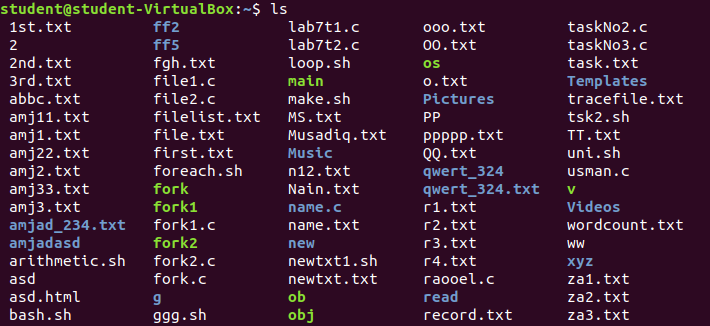 student@student-VirtualBox:~$ ls
1st.txt ff2 lab7t1.c ooo.txt taskNo2.c
2 ff5 lab7t2.c OO.txt taskNo3.c
2nd.txt fgh.txt loop.sh os task.txt
3rd.txt file1.c main o.txt Templates
abbc.txt file2.c make.sh Pictures tracefile.txt
amj11.txt filelist.txt MS.txt PP tsk2.sh
amj1.txt file.txt Musadiq.txt ppppp.txt TT.txt
amj22.txt first.txt Music QQ.txt uni.sh
amj2.txt foreach.sh n12.txt qwert_324 usman.c
amj33.txt fork Nain.txt qwert_324.txt v
amj3.txt fork1 name.c r1.txt Videos
amjad_234.txt fork1.c name.txt r2.txt wordcount.txt
amjadasd fork2 new r3.txt ww
arithmetic.sh fork2.c newtxt1.sh r4.txt xyz
asd fork.c newtxt.txt raooel.c za1.txt
asd.html g ob read za2.txt
bash.sh ggg.sh obj record.txt za3.txt